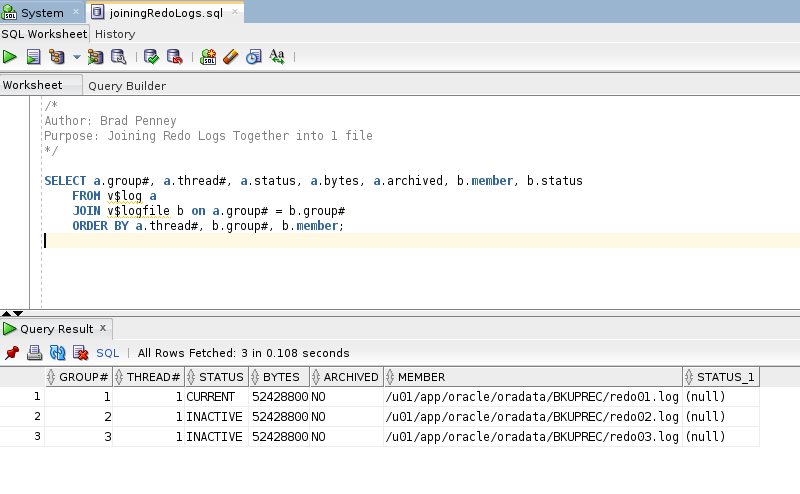 System
joiningRedoLogs.sql
SQL Worksheet History
Worksheet Query Builder
/*
Author: Brad Penney
Purpose: Joining Redo Logs Together into 1 file
*/
SELECT a.group#, a.thread#, a.status, a.bytes, a.archived, b.member, b.status
FROM v$log a
JOIN v$logfile b on a.group# = b.group#
ORDER BY a.thread#, b.group#, b.member;
Query Result
SQL | All Rows Fetched: 3 in 0.108 seconds
GROUP# THREAD# STATUS BYTES ARCHIVED MEMBER STATUS_1
1 1 1 CURRENT 52428800 NO /u01/app/oracle/oradata/BKUPREC/redo01.log (null)
2 2 1 INACTIVE 52428800 NO /u01/app/oracle/oradata/BKUPREC/redo02.log (null)
3 3 1 INACTIVE 52428800 NO /u01/app/oracle/oradata/BKUPREC/redo03.log (null)